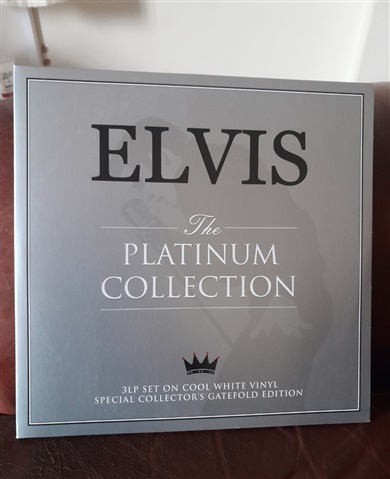 ELVIS
The
PLATINUM
COLLECTION
3LP SET ON COOL WHITE VINYL
SPECIAL COLLECTOR'S GATEFOLD EDITION